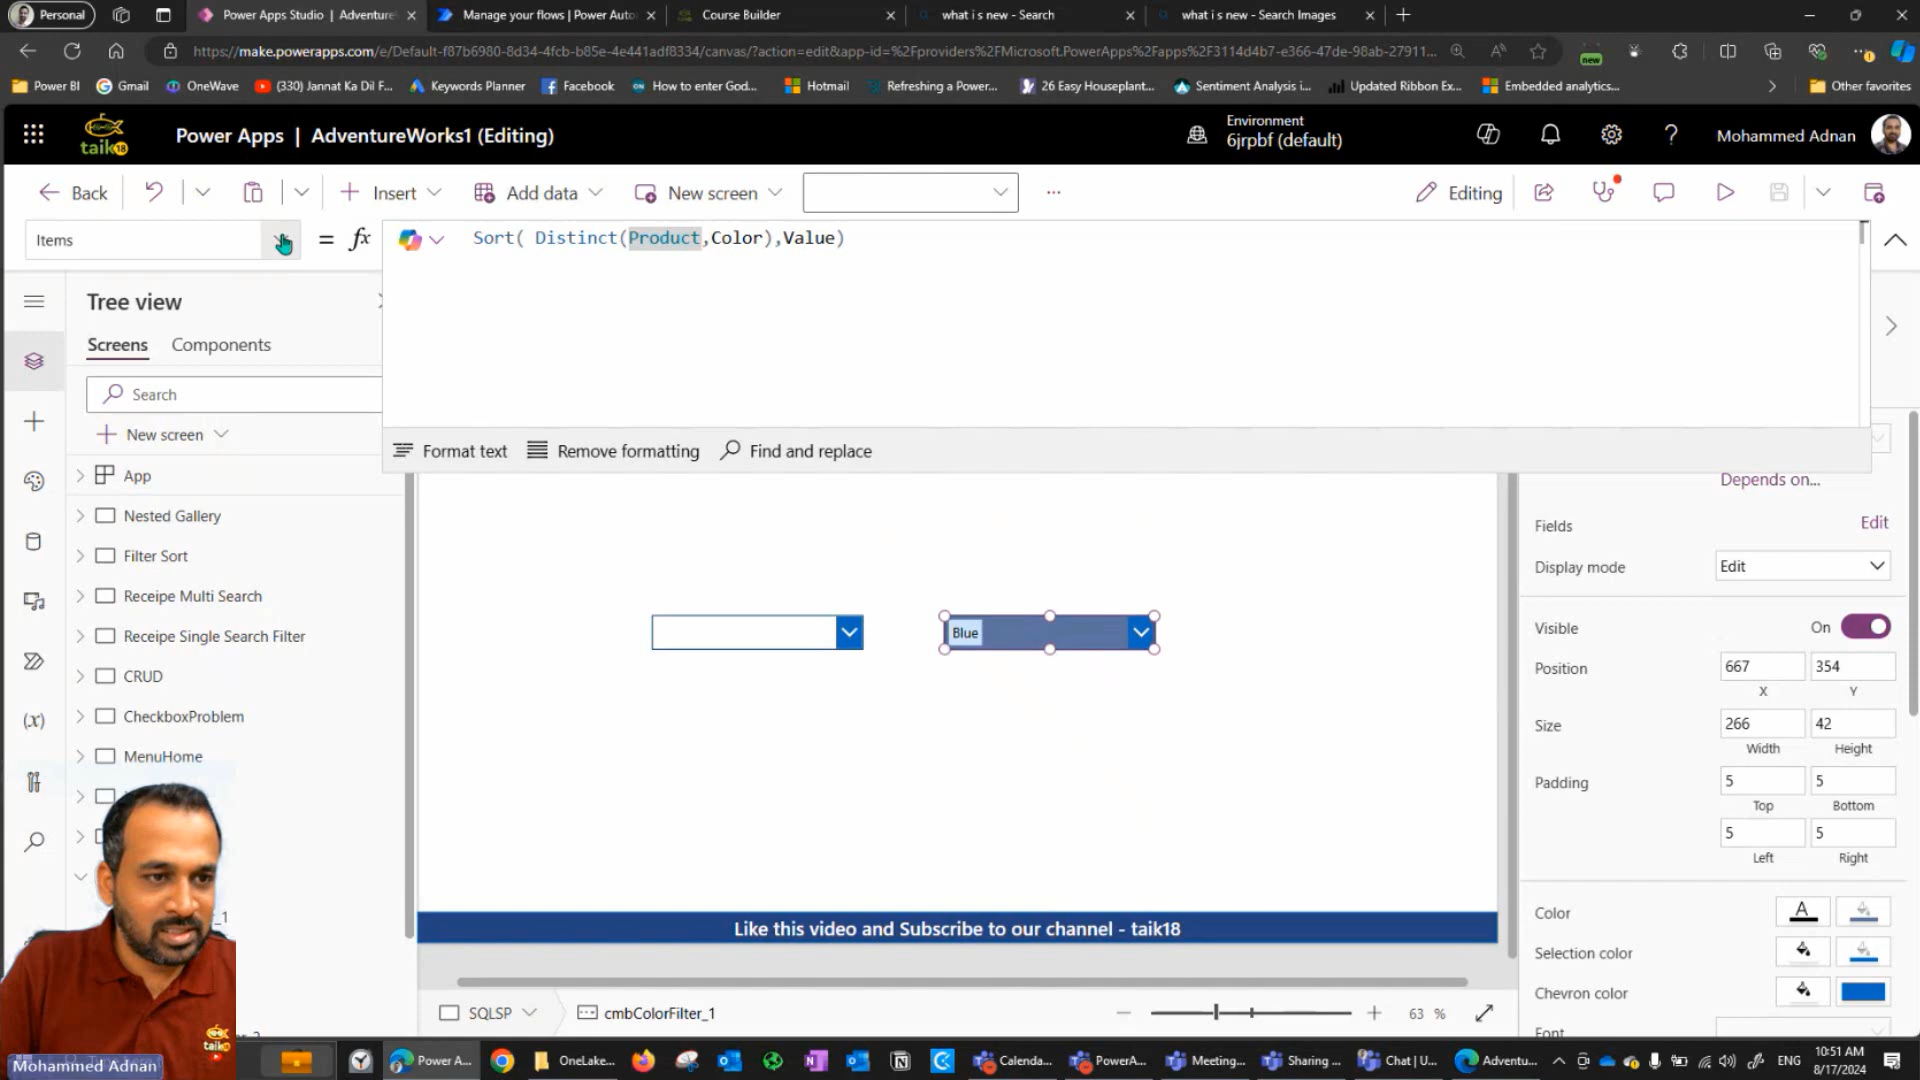 Personal
Power Apps Studio | AdventureW
Manage your flows | Power Auto
Course Builder
what i s new - Search
what i s new - Search Images
https://make.powerapps.com/e/Default-f87b6980-8d34-4fcb-b85e-4e441adf8334/canvas/?action=edit&app-id=%2Fproviders%2FMicrosoft.PowerApps%2Fapps%2F3114d4b7-e366-47de-98ab-27911...
new
Power BI
Gmail
OneWave
(330) Jannat Ka Dil F...
Keywords Planner
Facebook
How to enter God...
Hotmail
Refreshing a Power...
26 Easy Houseplant...
Sentiment Analysis i...
Updated Ribbon Ex...
Embedded analytics...
Other favorites
taik18
Power Apps | AdventureWorks1 (Editing)
Environment
6jrpbf (default)
Mohammed Adnan
Back
Insert
Add data
New screen
...
Editing
Items
= fx
Sort( Distinct(Product,Color),Value)
Format text
Remove formatting
Find and replace
Tree view
Screens
Components
Search
New screen
App
Nested Gallery
Filter Sort
Receipe Multi Search
Receipe Single Search Filter
CRUD
CheckboxProblem
MenuHome
_1
Blue
Like this video and Subscribe to our channel - taik18
SQLSP
cmbColorFilter_1
63 %
Depends on...
Fields
Edit
Display mode
Edit
Visible
On
Position
667
354
X
Y
Size
266
42
Width
Height
Padding
5
5
Top
Bottom
5
5
Left
Right
Color
Selection color
Chevron color
Font
Mohammed Adnan
Power A...
OneLake...
Calenda...
PowerA...
Meeting...
Sharing ...
Chat | U...
Adventu...
ENG
10:51 AM
8/17/2024